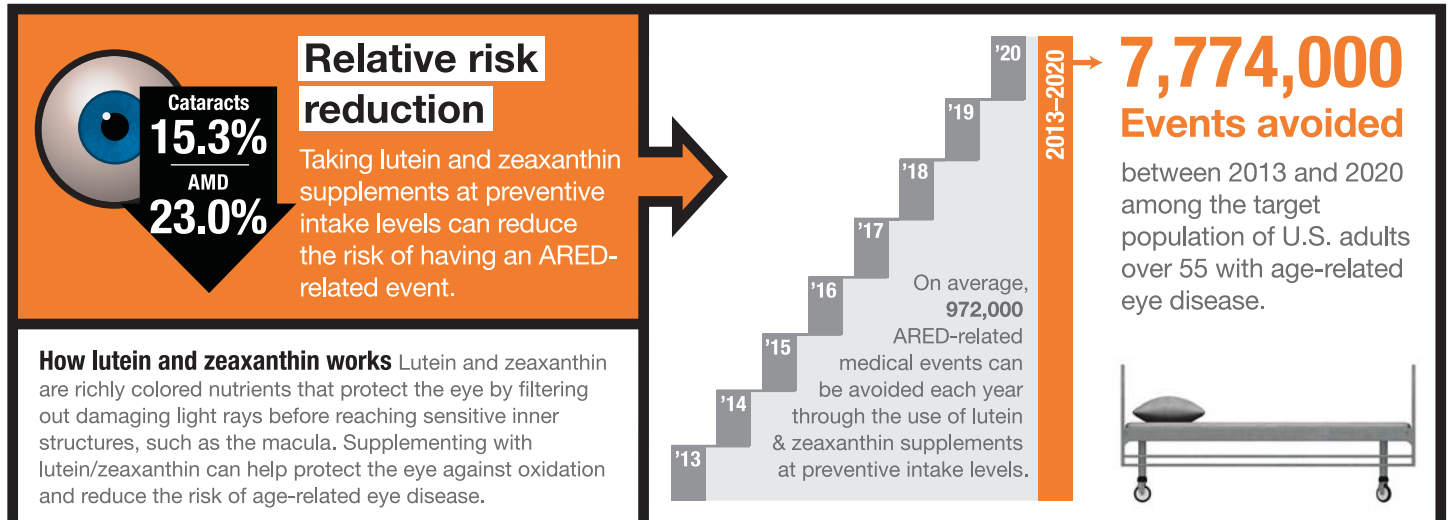 Relative risk
reduction
Cataracts
15.3%
AMD
23.0%
Taking lutein and zeaxanthin
supplements at preventive
intake levels can reduce
the risk of having an ARED-
related event.
How lutein and zeaxanthin works Lutein and zeaxanthin
are richly colored nutrients that protect the eye by filtering
out damaging light rays before reaching sensitive inner
structures, such as the macula. Supplementing with
lutein/zeaxanthin can help protect the eye against oxidation
and reduce the risk of age-related eye disease.
'13
'14
'15
'16
'17
'18
'19
'20
2013–2020
On average,
972,000
ARED-related
medical events can
be avoided each year
through the use of lutein
& zeaxanthin supplements
at preventive intake levels.
7,774,000
Events avoided
between 2013 and 2020
among the target
population of U.S. adults
over 55 with age-related
eye disease.